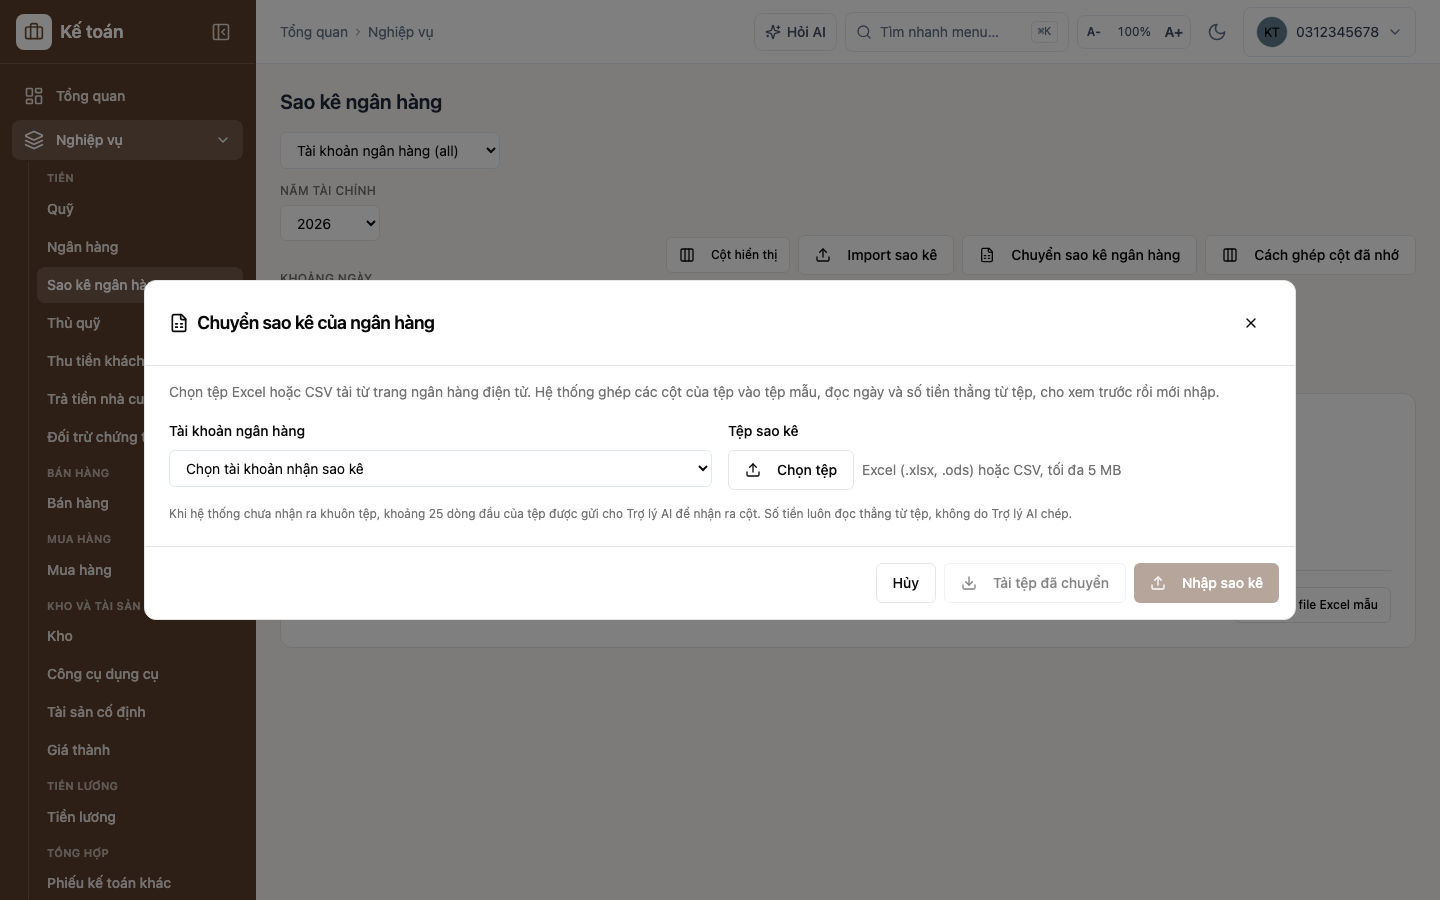 Kế toán
Tổng quan
Nghiệp vụ
TIỀN
Quỹ
Ngân hàng
Sao kê ngân
Thủ quỹ
Thu tiền khách
Trả tiền nhà
Đối trừ chứng
BÁN HÀNG
Bán hàng
MUA HÀNG
Mua hàng
KHO VÀ TÀI SẢN
Kho
Công cụ dụng cụ
Tài sản cố định
Giá thành
TIỀN LƯƠNG
Tiền lương
TỔNG HỢP
Phiếu kế toán khác
Tổng quan > Nghiệp vụ
Hỏi AI
Tìm nhanh menu... ⌘K
A- 100% A+
KT 0312345678
Sao kê ngân hàng
Tài khoản ngân hàng (all)
NĂM TÀI CHÍNH
2026
Cột hiển thị
Import sao kê
Chuyển sao kê ngân hàng
Cách ghép cột đã nhớ
KHOẢNG NGÀY
Chuyển sao kê của ngân hàng
Chọn tệp Excel hoặc CSV tải từ trang ngân hàng điện tử. Hệ thống ghép các cột của tệp vào tệp mẫu, đọc ngày và số tiền thẳng từ tệp, cho xem trước rồi mới nhập.
Tài khoản ngân hàng
Chọn tài khoản nhận sao kê
Tệp sao kê
Chọn tệp Excel (.xlsx, .ods) hoặc CSV, tối đa 5 MB
Khi hệ thống chưa nhận ra khuôn tệp, khoảng 25 dòng đầu của tệp được gửi cho Trợ lý AI để nhận ra cột. Số tiền luôn đọc thẳng từ tệp, không do Trợ lý AI chép.
Hủy
Tải tệp đã chuyển
Nhập sao kê
file Excel mẫu